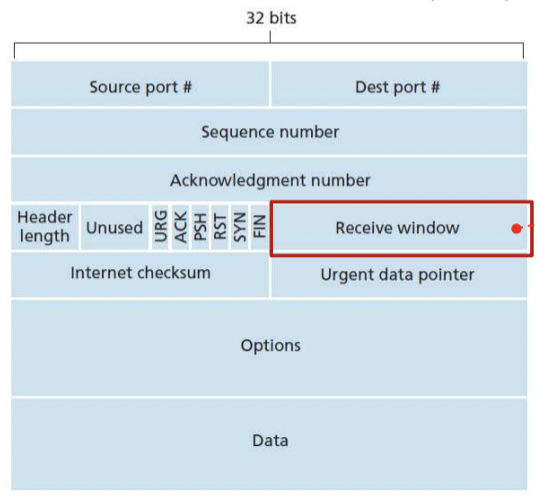 32 bits
Source port # Dest port #
Sequence number
Acknowledgment number
Header length Unused URG ACK PSH RST SYN FIN Receive window
Internet checksum Urgent data pointer
Options
Data